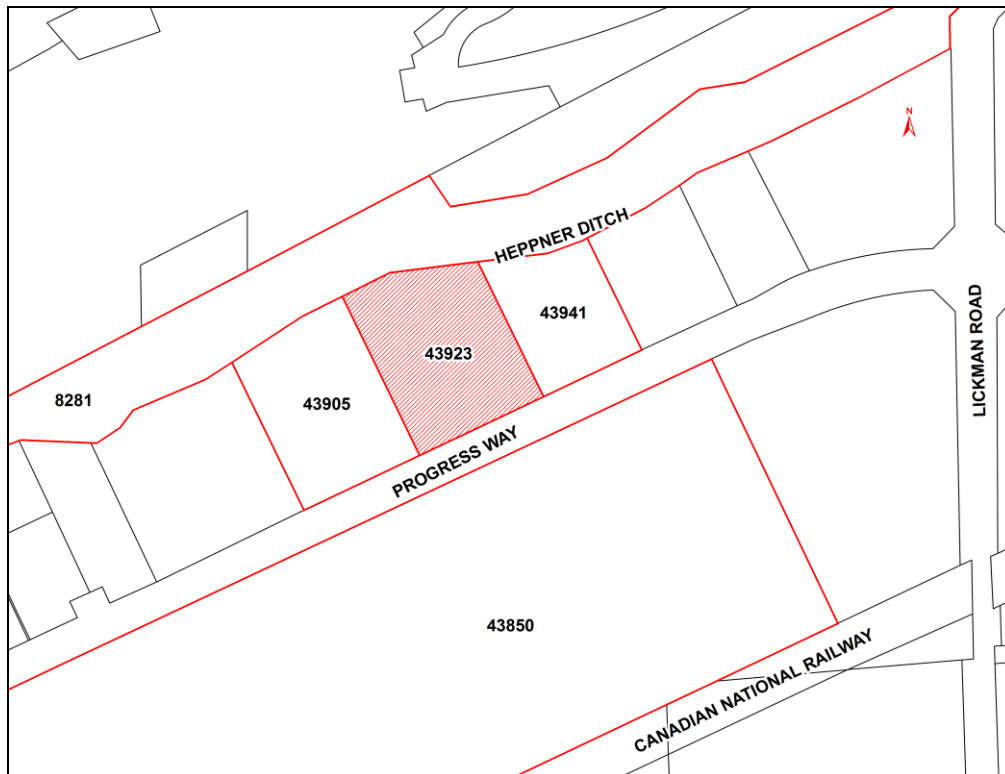 N
HEPPNER DITCH
43941
43923
LICKMAN ROAD
8281
43905
PROGRESS WAY
43850
CANADIAN NATIONAL RAILWAY